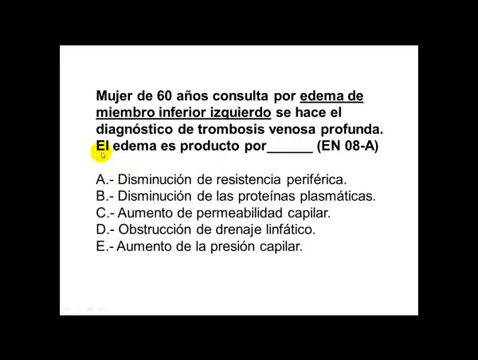 Mujer de 60 años consulta por edema de
miembro inferior izquierdo se hace el
diagnóstico de trombosis venosa profunda.
El edema es producto por______ (EN 08-A)
A.- Disminución de resistencia periférica.
B.- Disminución de las proteínas plasmáticas.
C.- Aumento de permeabilidad capilar.
D.- Obstrucción de drenaje linfático.
E.- Aumento de la presión capilar.